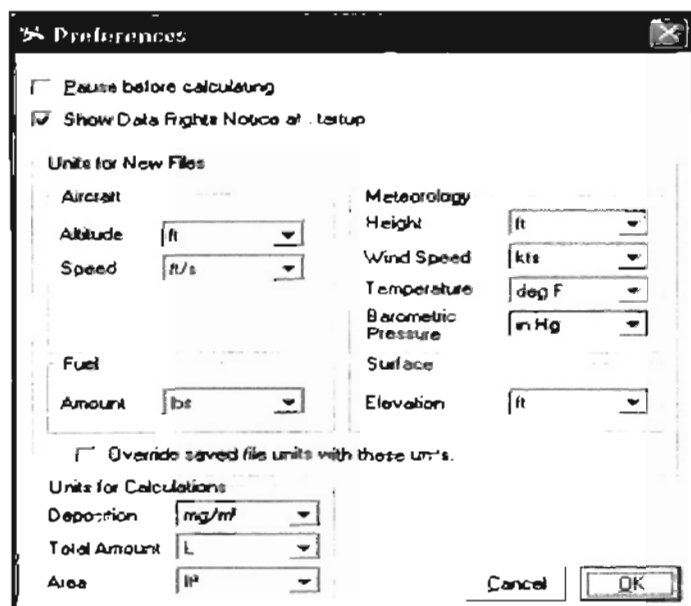 Preferences
Pause before calculating
Show Data Rights Notice at startup
Units for New Files
Aircraft
Altitude ft
Speed ft/s
Meteorology
Height ft
Wind Speed kts
Temperature deg F
Barometric
Pressure in Hg
Fuel
Amount lbs
Surface
Elevation ft
Override saved file units with these units.
Units for Calculations
Deposition mg/m²
Total Amount L
Area ft²
Cancel OK